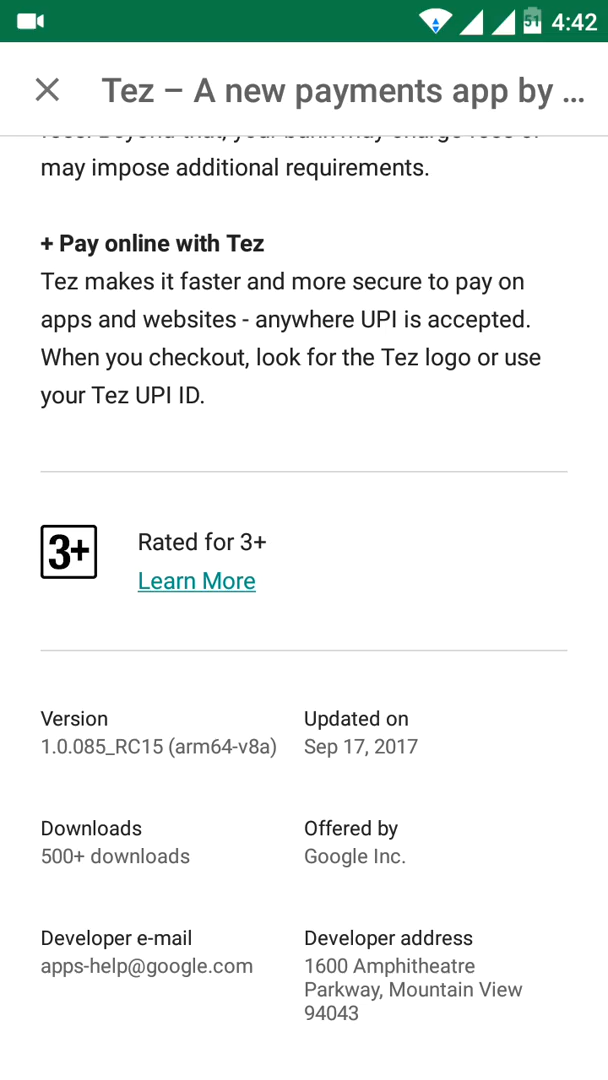 51 4:42
Tez – A new payments app by ...
may impose additional requirements.
+ Pay online with Tez
Tez makes it faster and more secure to pay on
apps and websites - anywhere UPI is accepted.
When you checkout, look for the Tez logo or use
your Tez UPI ID.
3+ Rated for 3+
Learn More
Version
1.0.085_RC15 (arm64-v8a)
Updated on
Sep 17, 2017
Downloads
500+ downloads
Offered by
Google Inc.
Developer e-mail
apps-help@google.com
Developer address
1600 Amphitheatre
Parkway, Mountain View
94043